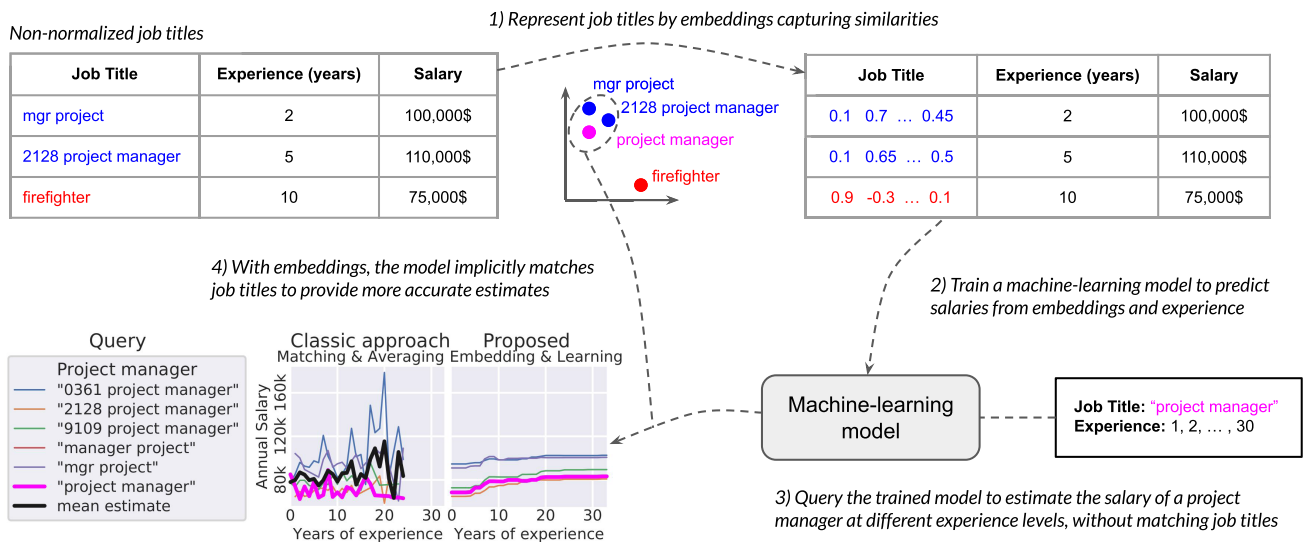 1) Represent job titles by embeddings capturing similarities
Non-normalized job titles
Job Title Experience (years) Salary
mgr project 2 100,000$
2128 project manager 5 110,000$
firefighter 10 75,000$
mgr project
2128 project manager
project manager
firefighter
Job Title Experience (years) Salary
0.1 0.7 … 0.45 2 100,000$
0.1 0.65 … 0.5 5 110,000$
0.9 -0.3 … 0.1 10 75,000$
4) With embeddings, the model implicitly matches
job titles to provide more accurate estimates
2) Train a machine-learning model to predict
salaries from embeddings and experience
Query
Project manager
"0361 project manager"
"2128 project manager"
"9109 project manager"
"manager project"
"mgr project"
"project manager"
mean estimate
Classic approach
Matching & Averaging
Proposed
Embedding & Learning
Annual Salary
160k
120k
80k
0 10 20 30
Years of experience
0 10 20 30
Years of experience
Machine-learning
model
Job Title: “project manager”
Experience: 1, 2, … , 30
3) Query the trained model to estimate the salary of a project
manager at different experience levels, without matching job titles